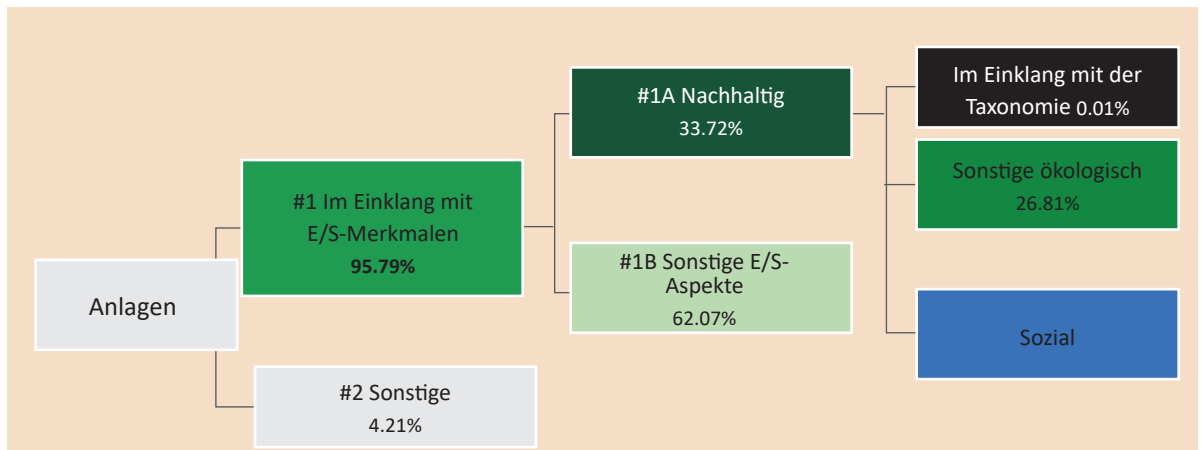 Anlagen
#1 Im Einklang mit
E/S-Merkmalen
95.79%
#2 Sonstige
4.21%
#1A Nachhaltig
33.72%
#1B Sonstige E/S-
Aspekte
62.07%
Im Einklang mit der
Taxonomie 0.01%
Sonstige ökologisch
26.81%
Sozial